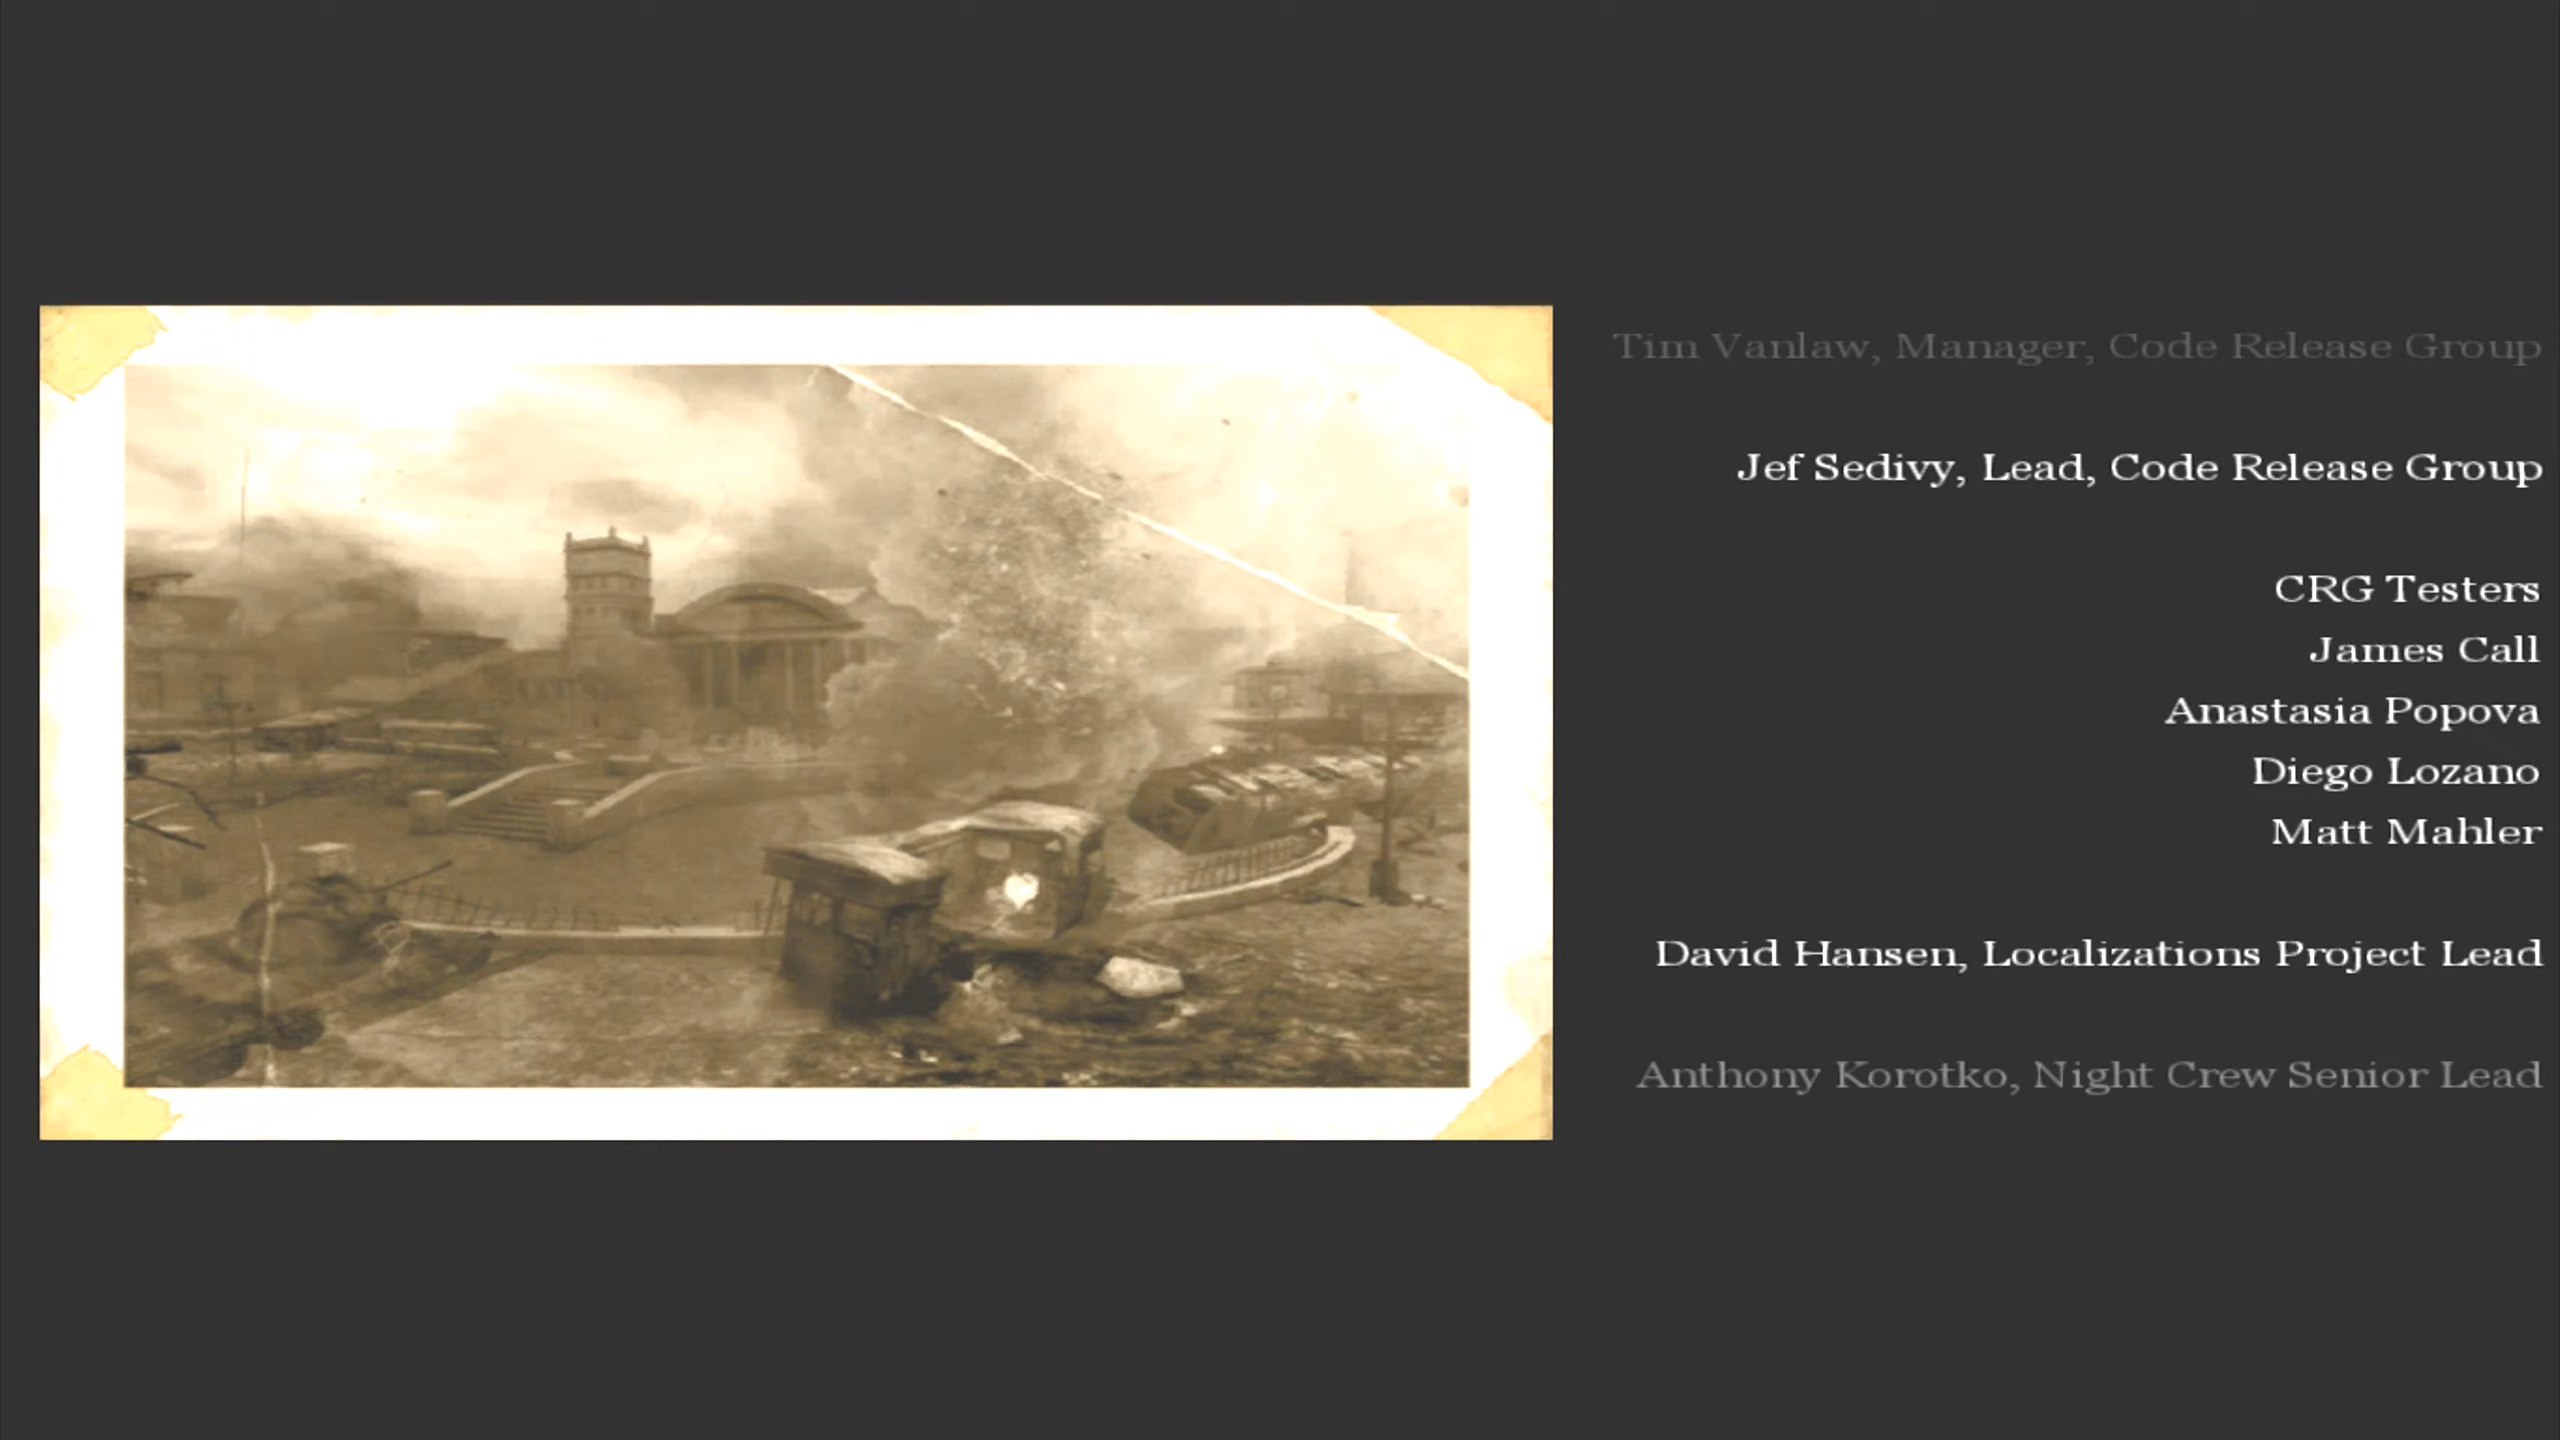 Tim Vanlaw, Manager, Code Release Group
Jef Sedivy, Lead, Code Release Group
CRG Testers
James Call
Anastasia Popova
Diego Lozano
Matt Mahler
David Hansen, Localizations Project Lead
Anthony Korotko, Night Crew Senior Lead